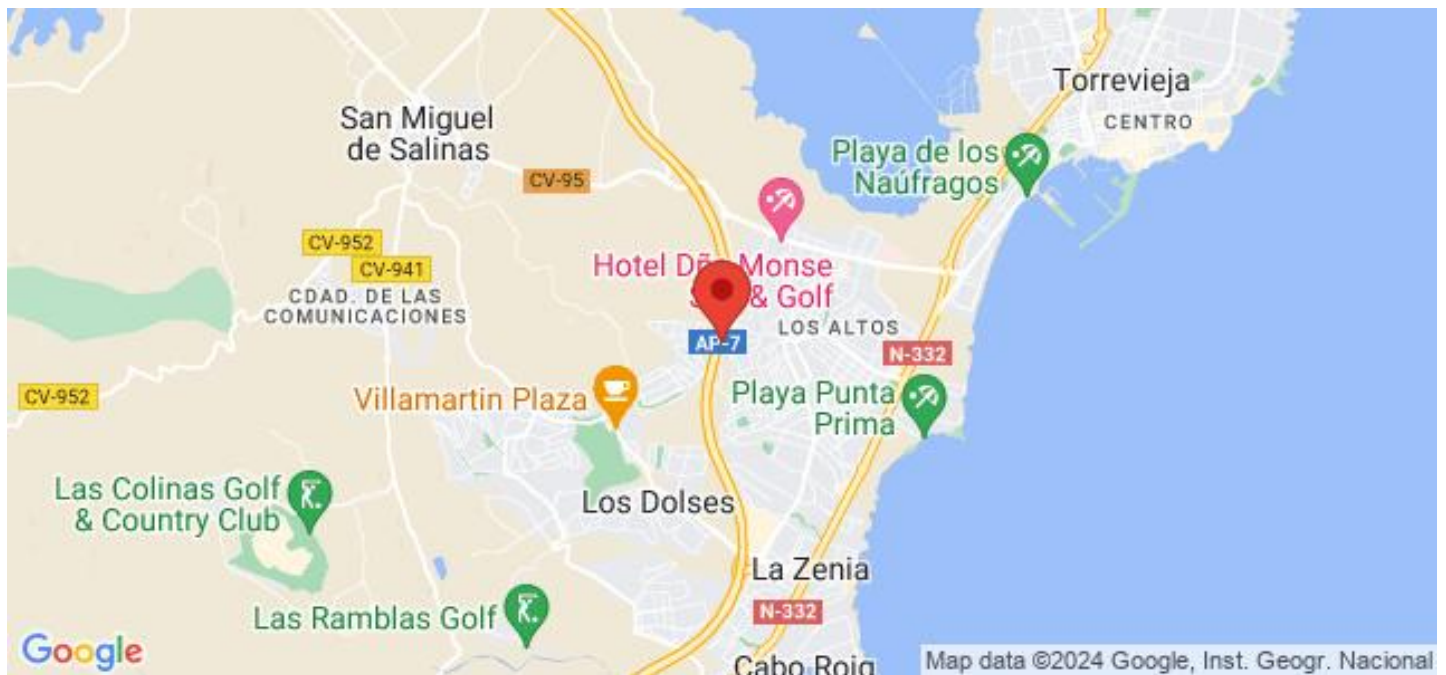 Torrevieja
CENTRO
San Miguel
de Salinas
Playa de los
Naúfragos
CV-95
CV-952
CV-941
Hotel Dña Monse
& Golf
CDAD. DE LAS
COMUNICACIONES
LOS ALTOS
AP-7
N-332
CV-952
Villamartin Plaza
Playa Punta
Prima
Las Colinas Golf
& Country Club
Los Dolses
La Zenia
N-332
Las Ramblas Golf
Cabo Roig
Google
Map data ©2024 Google, Inst. Geogr. Nacional